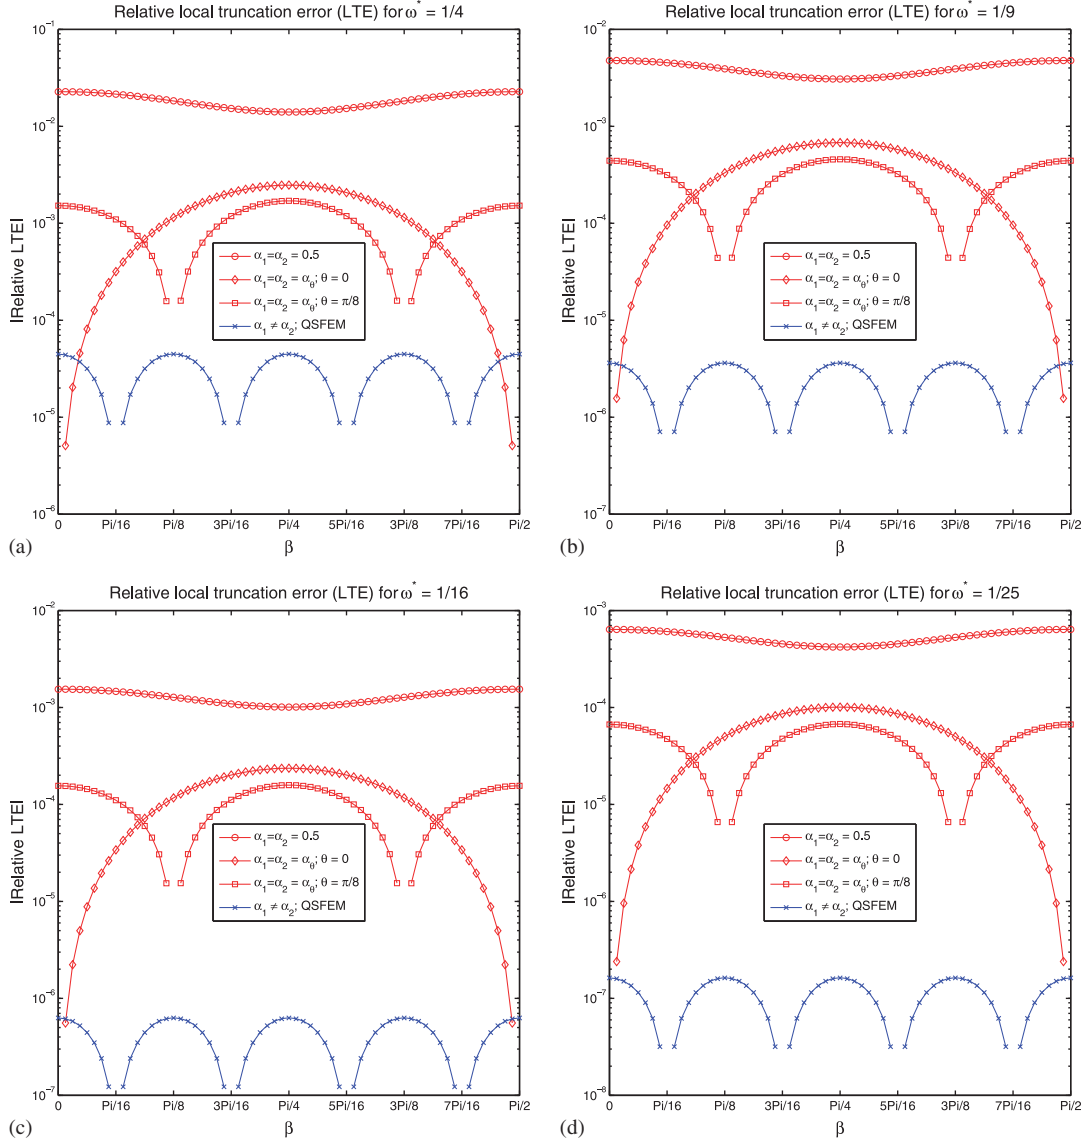 Relative local truncation error (LTE) for ω* = 1/4
|Relative LTE|
10⁻¹
10⁻²
10⁻³
10⁻⁴
10⁻⁵
10⁻⁶
α₁=α₂ = 0.5
α₁=α₂ = α_θ; θ = 0
α₁=α₂ = α_θ; θ = π/8
α₁ ≠ α₂; QSFEM
0 Pi/16 Pi/8 3Pi/16 Pi/4 5Pi/16 3Pi/8 7Pi/16 Pi/2
(a)
β
Relative local truncation error (LTE) for ω* = 1/9
|Relative LTE|
10⁻¹
10⁻²
10⁻³
10⁻⁴
10⁻⁵
10⁻⁶
10⁻⁷
α₁=α₂ = 0.5
α₁=α₂ = α_θ; θ = 0
α₁=α₂ = α_θ; θ = π/8
α₁ ≠ α₂; QSFEM
0 Pi/16 Pi/8 3Pi/16 Pi/4 5Pi/16 3Pi/8 7Pi/16 Pi/2
(b)
β
Relative local truncation error (LTE) for ω* = 1/16
|Relative LTE|
10⁻²
10⁻³
10⁻⁴
10⁻⁵
10⁻⁶
10⁻⁷
α₁=α₂ = 0.5
α₁=α₂ = α_θ; θ = 0
α₁=α₂ = α_θ; θ = π/8
α₁ ≠ α₂; QSFEM
0 Pi/16 Pi/8 3Pi/16 Pi/4 5Pi/16 3Pi/8 7Pi/16 Pi/2
(c)
β
Relative local truncation error (LTE) for ω* = 1/25
|Relative LTE|
10⁻³
10⁻⁴
10⁻⁵
10⁻⁶
10⁻⁷
10⁻⁸
α₁=α₂ = 0.5
α₁=α₂ = α_θ; θ = 0
α₁=α₂ = α_θ; θ = π/8
α₁ ≠ α₂; QSFEM
0 Pi/16 Pi/8 3Pi/16 Pi/4 5Pi/16 3Pi/8 7Pi/16 Pi/2
(d)
β